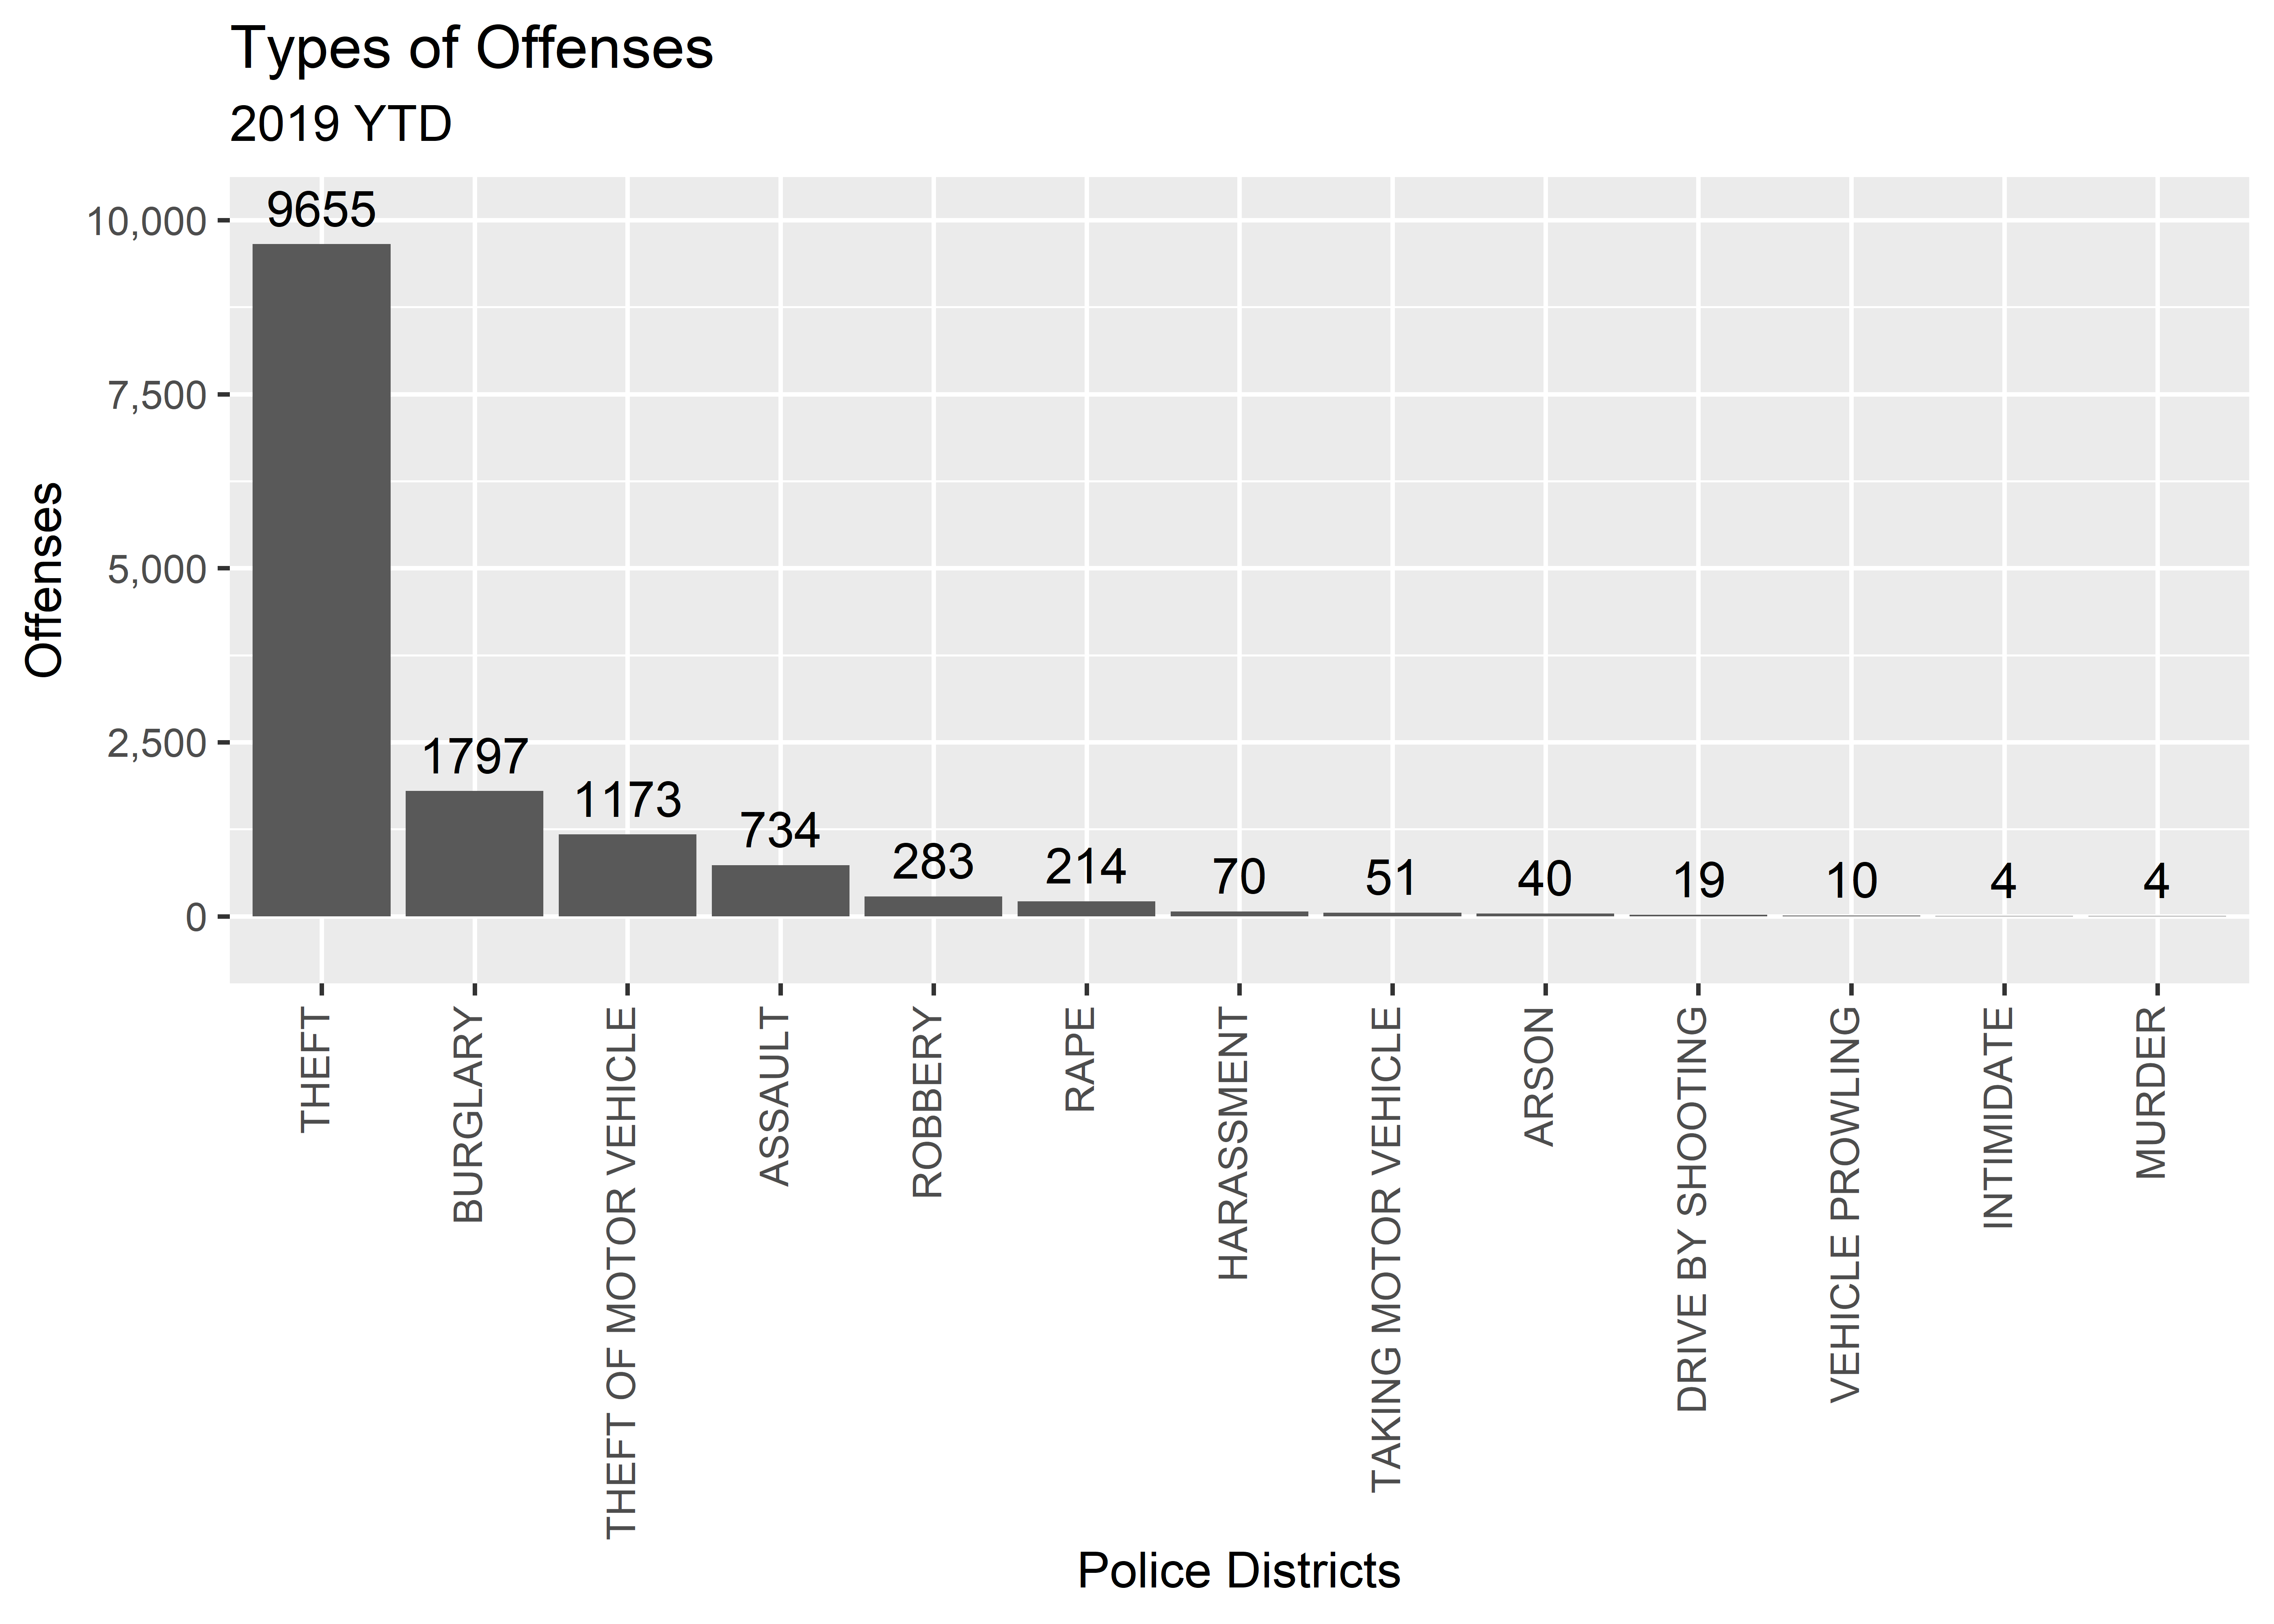 Types of Offenses
2019 YTD
Offenses
10,000
7,500
5,000
2,500
0
9655
1797
1173
734
283
214
70
51
40
19
10
4
4
THEFT
BURGLARY
THEFT OF MOTOR VEHICLE
ASSAULT
ROBBERY
RAPE
HARASSMENT
TAKING MOTOR VEHICLE
ARSON
DRIVE BY SHOOTING
VEHICLE PROWLING
INTIMIDATE
MURDER
Police Districts